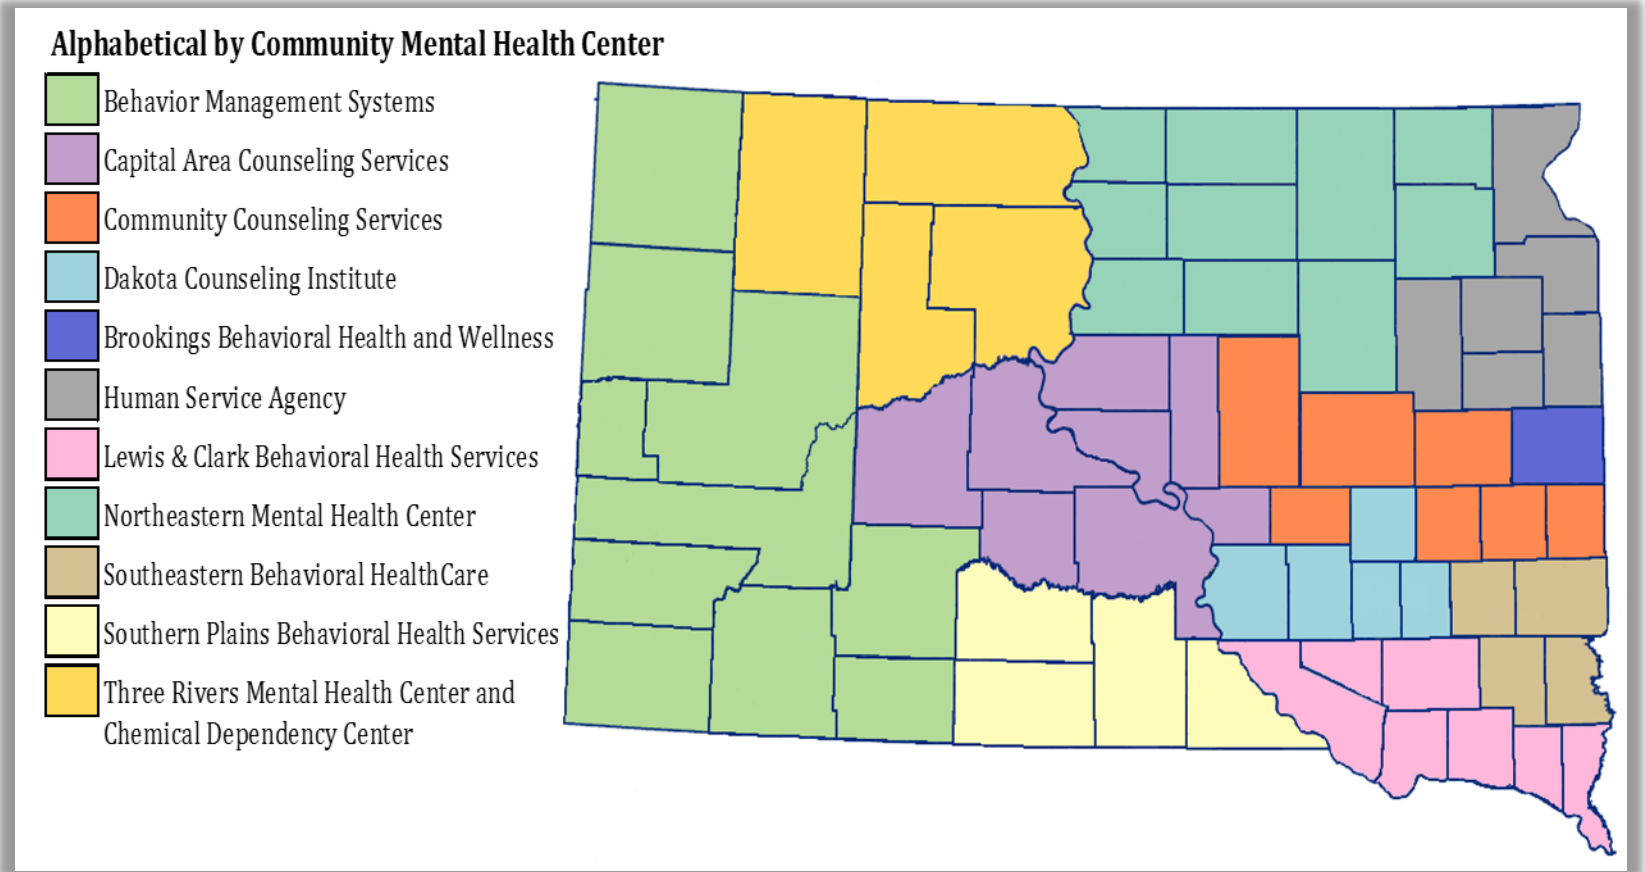 Alphabetical by Community Mental Health Center
Behavior Management Systems
Capital Area Counseling Services
Community Counseling Services
Dakota Counseling Institute
Brookings Behavioral Health and Wellness
Human Service Agency
Lewis & Clark Behavioral Health Services
Northeastern Mental Health Center
Southeastern Behavioral HealthCare
Southern Plains Behavioral Health Services
Three Rivers Mental Health Center and
Chemical Dependency Center